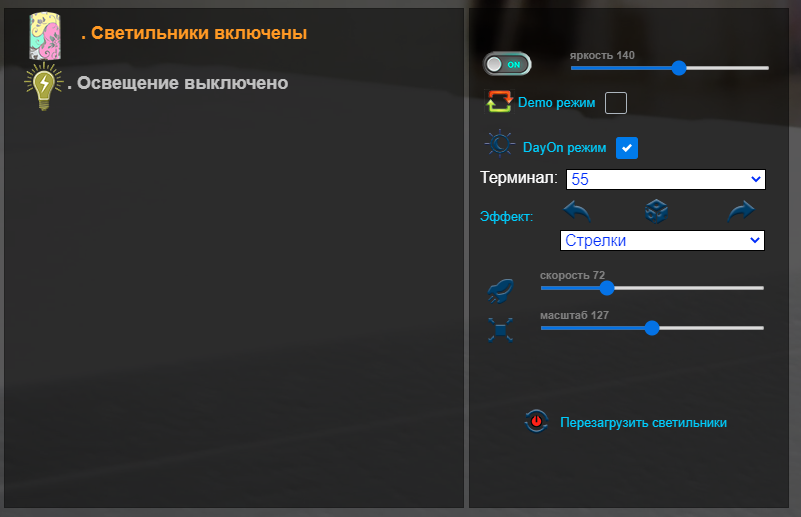 . Светильники включены
. Освещение выключено
ON
яркость 140
Demo режим
DayOn режим
Терминал: 55
Эффект:
Стрелки
скорость 72
масштаб 127
Перезагрузить светильники